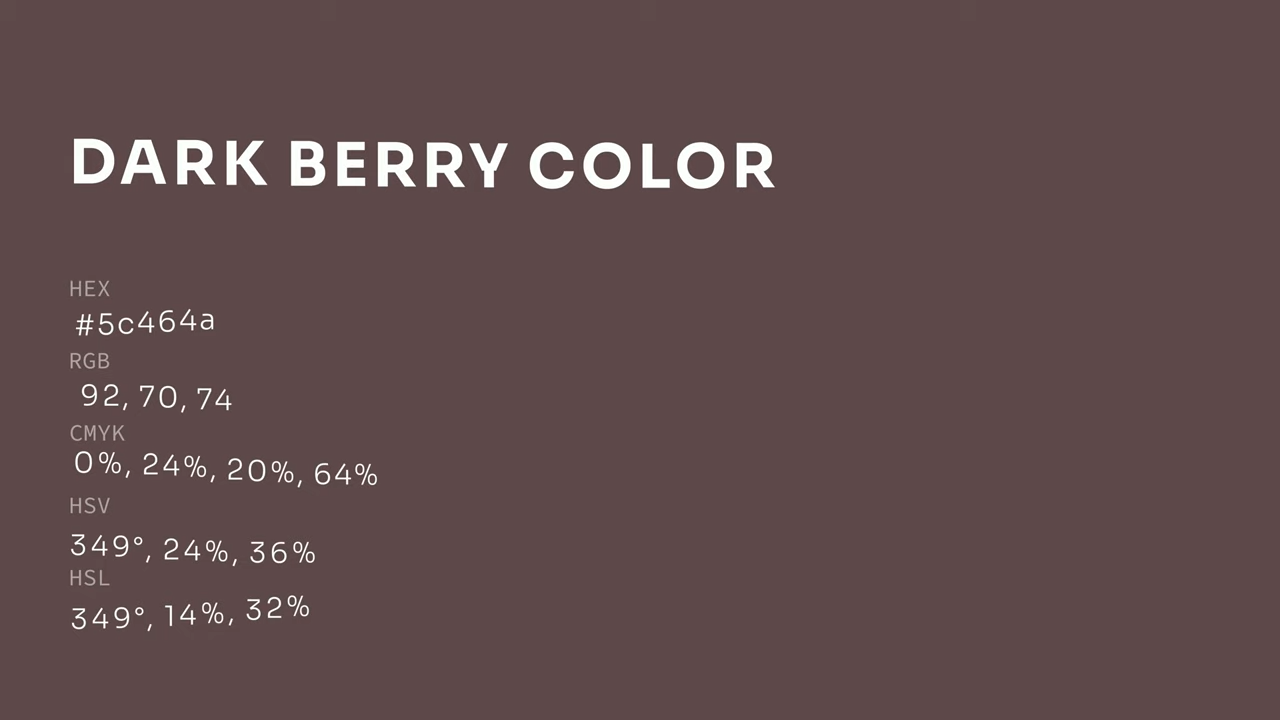 DARK BERRY COLOR
HEX
#5c464a
RGB
92, 70, 74
CMYK
0%, 24%, 20%, 64%
HSV
349°, 24%, 36%
HSL
349°, 14%, 32%